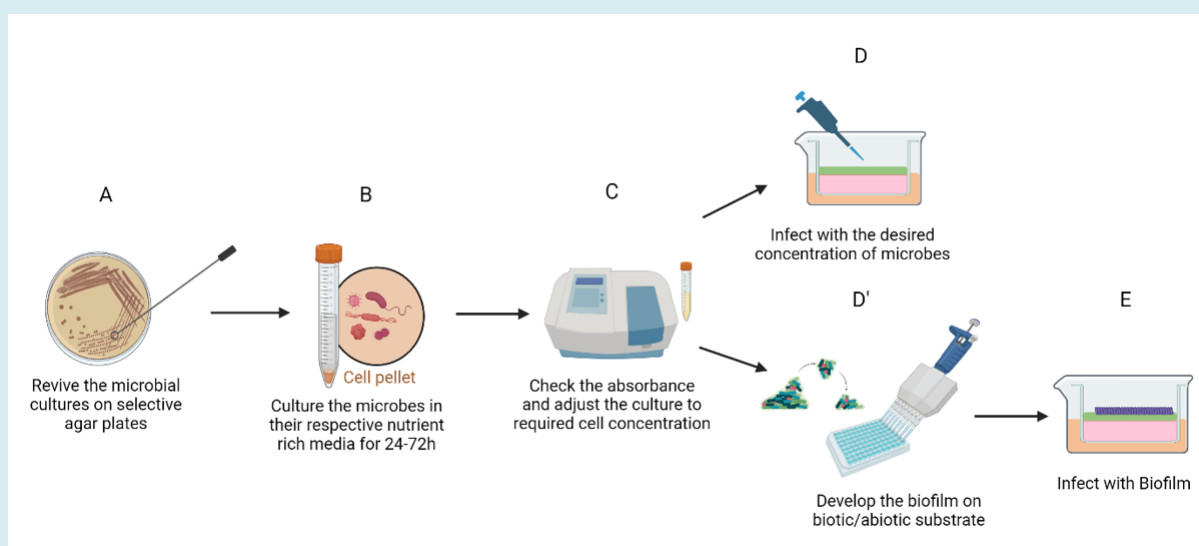 A
Revive the microbial
cultures on selective
agar plates
B
Cell pellet
Culture the microbes in
their respective nutrient
rich media for 24-72h
C
Check the absorbance
and adjust the culture to
required cell concentration
D
Infect with the desired
concentration of microbes
D'
Develop the biofilm on
biotic/abiotic substrate
E
Infect with Biofilm